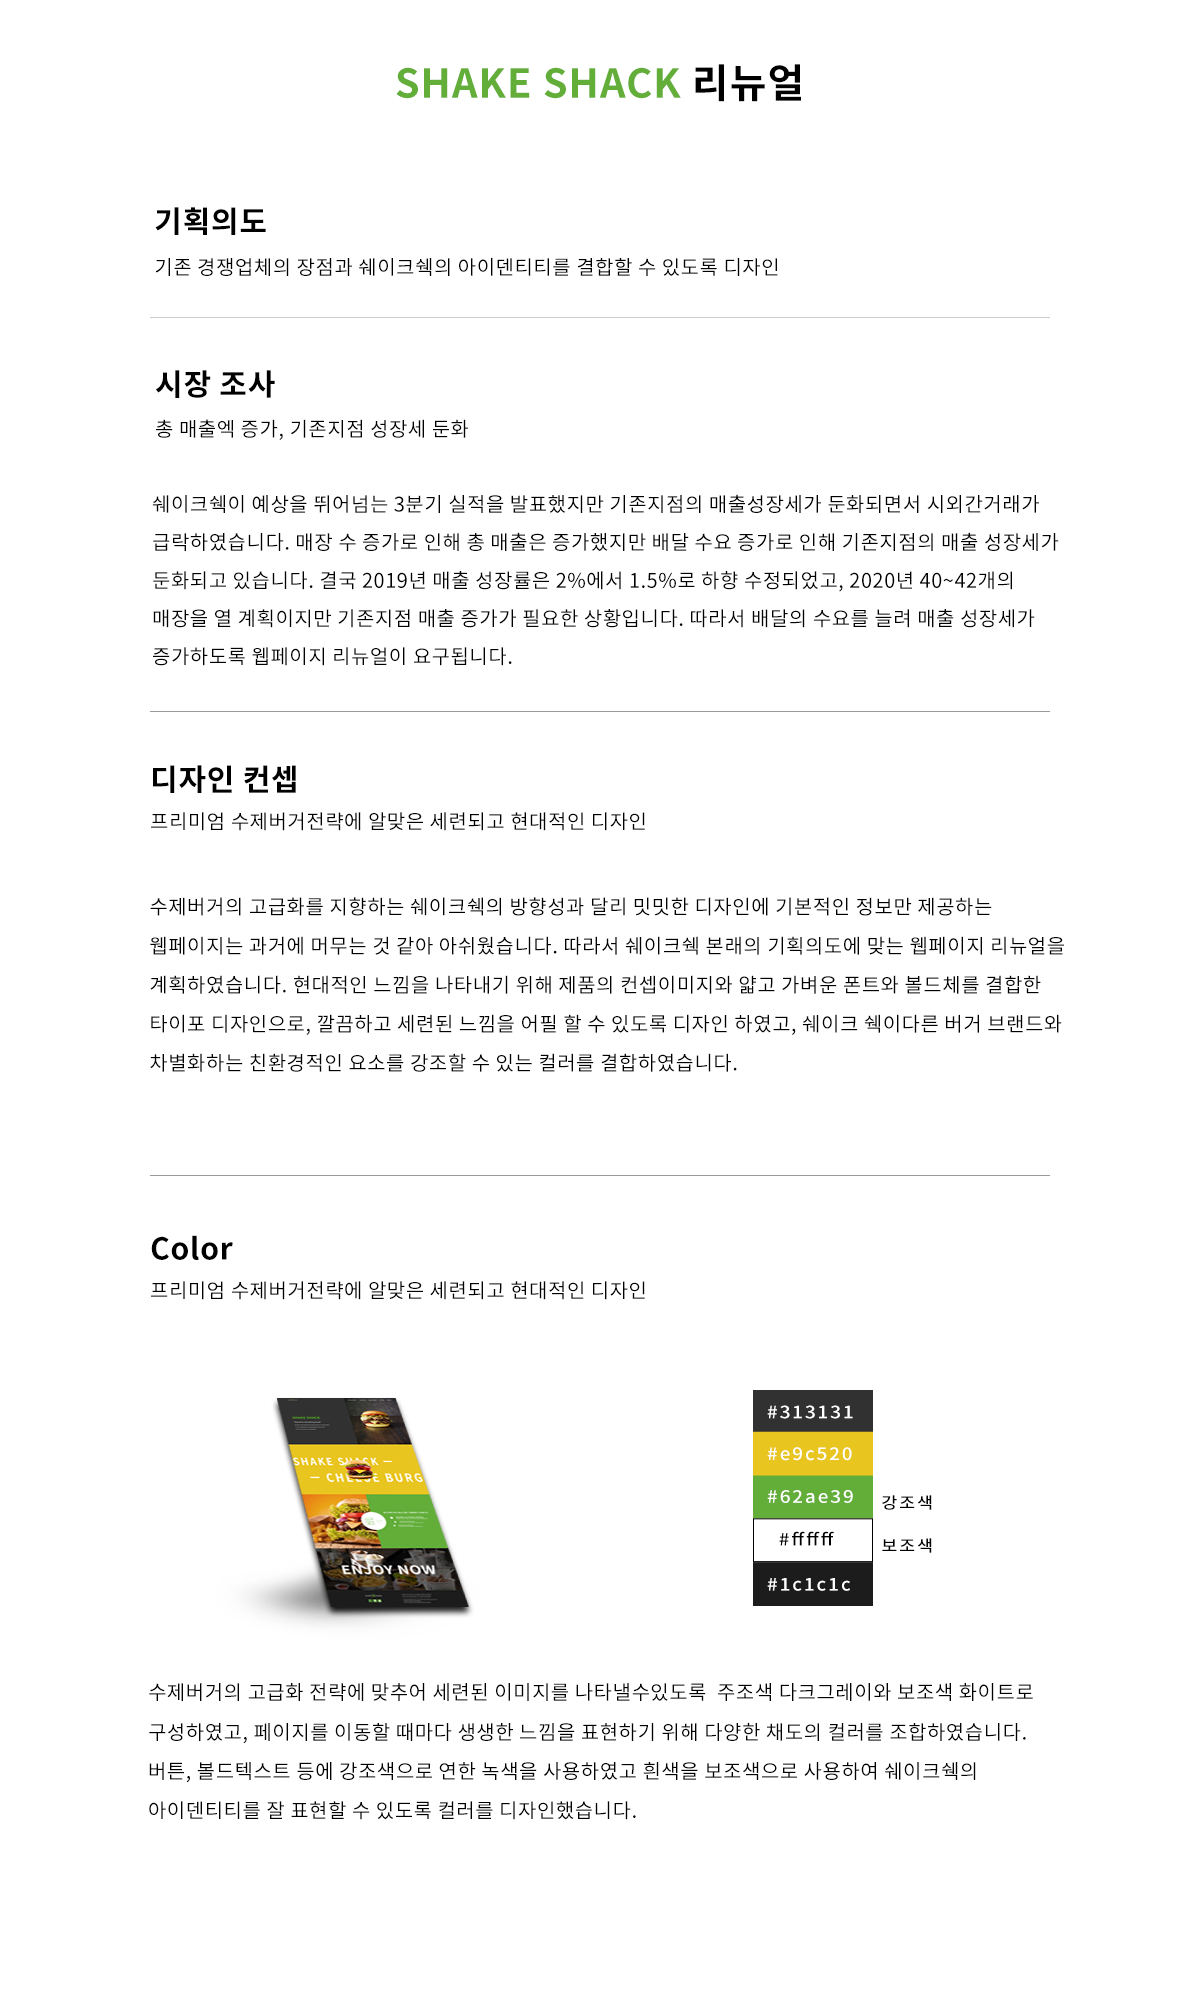 SHAKE SHACK 리뉴얼
기획의도
기존 경쟁업체의 장점과 쉐이크쉑의 아이덴티티를 결합할 수 있도록 디자인
시장 조사
총 매출엑 증가, 기존지점 성장세 둔화
쉐이크쉑이 예상을 뛰어넘는 3분기 실적을 발표했지만 기존지점의 매출성장세가 둔화되면서 시외간거래가
급락하였습니다. 매장 수 증가로 인해 총 매출은 증가했지만 배달 수요 증가로 인해 기존지점의 매출 성장세가
둔화되고 있습니다. 결국 2019년 매출 성장률은 2%에서 1.5%로 하향 수정되었고, 2020년 40~42개의
매장을 열 계획이지만 기존지점 매출 증가가 필요한 상황입니다. 따라서 배달의 수요를 늘려 매출 성장세가
증가하도록 웹페이지 리뉴얼이 요구됩니다.
디자인 컨셉
프리미엄 수제버거전략에 알맞은 세련되고 현대적인 디자인
수제버거의 고급화를 지향하는 쉐이크쉑의 방향성과 달리 밋밋한 디자인에 기본적인 정보만 제공하는
웹페이지는 과거에 머무는 것 같아 아쉬웠습니다. 따라서 쉐이크쉑 본래의 기획의도에 맞는 웹페이지 리뉴얼을
계획하였습니다. 현대적인 느낌을 나타내기 위해 제품의 컨셉이미지와 얇고 가벼운 폰트와 볼드체를 결합한
타이포 디자인으로, 깔끔하고 세련된 느낌을 어필 할 수 있도록 디자인 하였고, 쉐이크 쉑이다른 버거 브랜드와
차별화하는 친환경적인 요소를 강조할 수 있는 컬러를 결합하였습니다.
Color
프리미엄 수제버거전략에 알맞은 세련되고 현대적인 디자인
SHAKE SHACK
SHAKE SHACK —
— CHEESE BURG
ENJOY NOW
#313131
#e9c520
#62ae39 강조색
#ffffff 보조색
#1c1c1c
수제버거의 고급화 전략에 맞추어 세련된 이미지를 나타낼수있도록  주조색 다크그레이와 보조색 화이트로
구성하였고, 페이지를 이동할 때마다 생생한 느낌을 표현하기 위해 다양한 채도의 컬러를 조합하였습니다.
버튼, 볼드텍스트 등에 강조색으로 연한 녹색을 사용하였고 흰색을 보조색으로 사용하여 쉐이크쉑의
아이덴티티를 잘 표현할 수 있도록 컬러를 디자인했습니다.